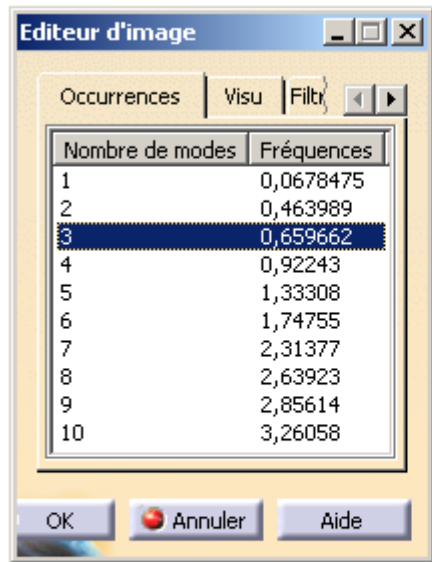 Editeur d'image
Occurrences Visu Filtr
Nombre de modes Fréquences
1 0,0678475
2 0,463989
3 0,659662
4 0,92243
5 1,33308
6 1,74755
7 2,31377
8 2,63923
9 2,85614
10 3,26058
OK Annuler Aide